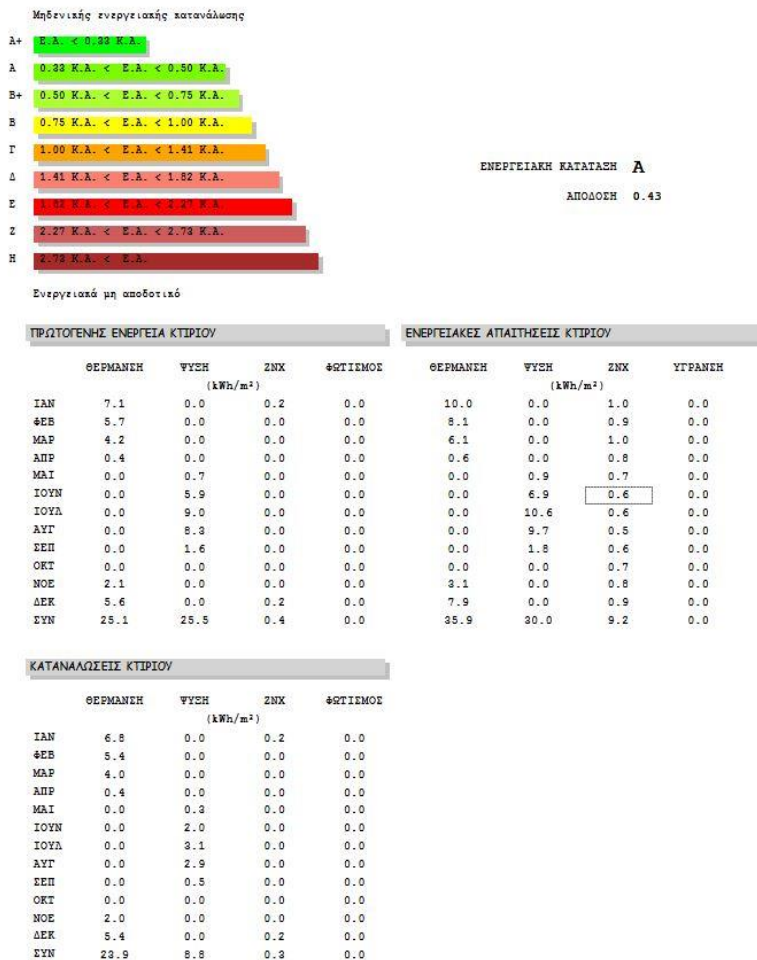 Μηδενικής ενεργειακής κατανάλωσης
Α+ Ε.Α. < 0.33 Κ.Α.
Α 0.33 Κ.Α. < Ε.Α. < 0.50 Κ.Α.
Β+ 0.50 Κ.Α. < Ε.Α. < 0.75 Κ.Α.
Β 0.75 Κ.Α. < Ε.Α. < 1.00 Κ.Α.
Γ 1.00 Κ.Α. < Ε.Α. < 1.41 Κ.Α.
Δ 1.41 Κ.Α. < Ε.Α. < 1.82 Κ.Α.
Ε 1.82 Κ.Α. < Ε.Α. < 2.27 Κ.Α.
Ζ 2.27 Κ.Α. < Ε.Α. < 2.73 Κ.Α.
Η 2.73 Κ.Α. < Ε.Α.
Ενεργειακά μη αποδοτικό
ΕΝΕΡΓΕΙΑΚΗ ΚΑΤΑΤΑΞΗ Α
ΑΠΟΔΟΣΗ 0.43
ΠΡΩΤΟΓΕΝΗΣ ΕΝΕΡΓΕΙΑ ΚΤΙΡΙΟΥ
ΘΕΡΜΑΝΣΗ ΨΥΞΗ ΖΝΧ ΦΩΤΙΣΜΟΣ
(kWh/m²)
ΙΑΝ 7.1 0.0 0.2 0.0
ΦΕΒ 5.7 0.0 0.0 0.0
ΜΑΡ 4.2 0.0 0.0 0.0
ΑΠΡ 0.4 0.0 0.0 0.0
ΜΑΙ 0.0 0.7 0.0 0.0
ΙΟΥΝ 0.0 5.9 0.0 0.0
ΙΟΥΛ 0.0 9.0 0.0 0.0
ΑΥΓ 0.0 8.3 0.0 0.0
ΣΕΠ 0.0 1.6 0.0 0.0
ΟΚΤ 0.0 0.0 0.0 0.0
ΝΟΕ 2.1 0.0 0.0 0.0
ΔΕΚ 5.6 0.0 0.2 0.0
ΣΥΝ 25.1 25.5 0.4 0.0
ΕΝΕΡΓΕΙΑΚΕΣ ΑΠΑΙΤΗΣΕΙΣ ΚΤΙΡΙΟΥ
ΘΕΡΜΑΝΣΗ ΨΥΞΗ ΖΝΧ ΥΓΡΑΝΣΗ
(kWh/m²)
10.0 0.0 1.0 0.0
8.1 0.0 0.9 0.0
6.1 0.0 1.0 0.0
0.6 0.0 0.8 0.0
0.0 0.9 0.7 0.0
0.0 6.9 0.6 0.0
0.0 10.6 0.6 0.0
0.0 9.7 0.5 0.0
0.0 1.8 0.6 0.0
0.0 0.0 0.7 0.0
3.1 0.0 0.8 0.0
7.9 0.0 0.9 0.0
35.9 30.0 9.2 0.0
ΚΑΤΑΝΑΛΩΣΕΙΣ ΚΤΙΡΙΟΥ
ΘΕΡΜΑΝΣΗ ΨΥΞΗ ΖΝΧ ΦΩΤΙΣΜΟΣ
(kWh/m²)
ΙΑΝ 6.8 0.0 0.2 0.0
ΦΕΒ 5.4 0.0 0.0 0.0
ΜΑΡ 4.0 0.0 0.0 0.0
ΑΠΡ 0.4 0.0 0.0 0.0
ΜΑΙ 0.0 0.3 0.0 0.0
ΙΟΥΝ 0.0 2.0 0.0 0.0
ΙΟΥΛ 0.0 3.1 0.0 0.0
ΑΥΓ 0.0 2.9 0.0 0.0
ΣΕΠ 0.0 0.5 0.0 0.0
ΟΚΤ 0.0 0.0 0.0 0.0
ΝΟΕ 2.0 0.0 0.0 0.0
ΔΕΚ 5.4 0.0 0.2 0.0
ΣΥΝ 23.9 8.8 0.3 0.0